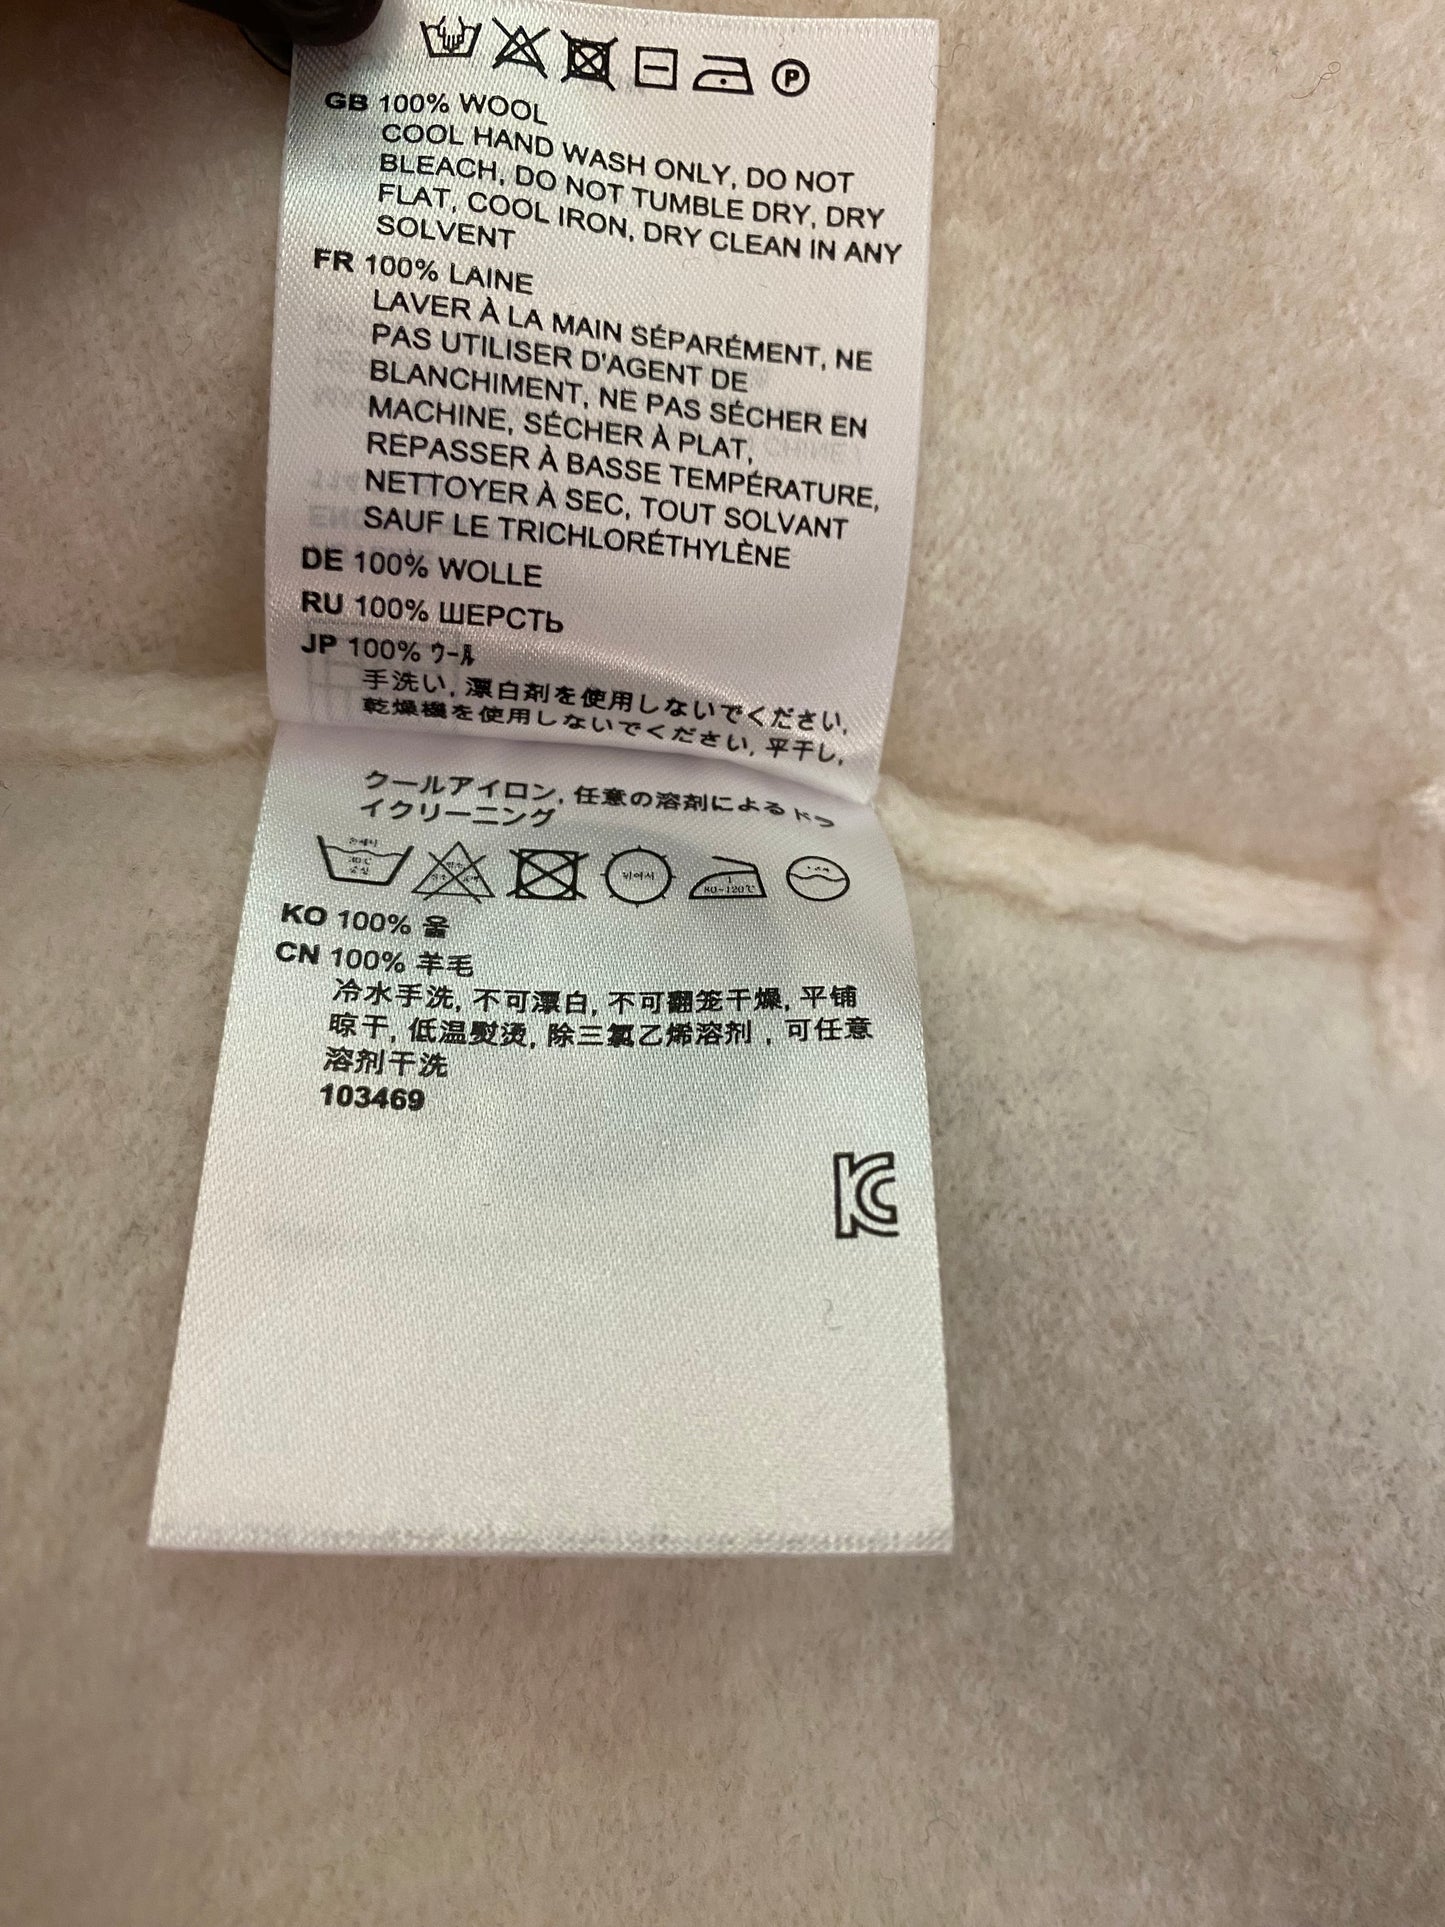 GB 100% WOOL
COOL HAND WASH ONLY, DO NOT
BLEACH, DO NOT TUMBLE DRY, DRY
FLAT, COOL IRON, DRY CLEAN IN ANY
SOLVENT
FR 100% LAINE
LAVER À LA MAIN SÉPARÉMENT, NE
PAS UTILISER D'AGENT DE
BLANCHIMENT, NE PAS SÉCHER EN
MACHINE, SÉCHER À PLAT,
REPASSER À BASSE TEMPÉRATURE,
NETTOYER À SEC, TOUT SOLVANT
SAUF LE TRICHLORÉTHYLÈNE
DE 100% WOLLE
RU 100% ШЕРСТЬ
JP 100% ウール
手洗い, 漂白剤を使用しないでください,
乾燥機を使用しないでください, 平干し,
クールアイロン, 任意の溶剤によるドラ
イクリーニング
80~120℃
KO 100% 울
CN 100% 羊毛
冷水手洗, 不可漂白, 不可翻笼干燥, 平铺
晾干, 低温熨烫, 除三氯乙烯溶剂 , 可任意
溶剂干洗
103469